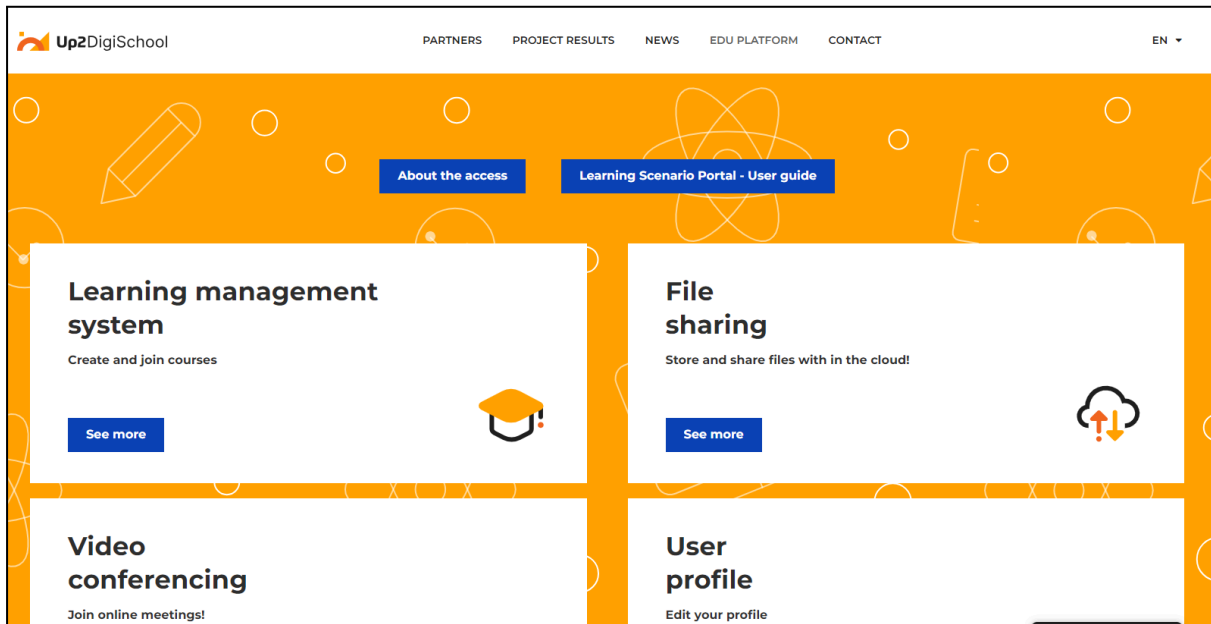 Up2DigiSchool
PARTNERS PROJECT RESULTS NEWS EDU PLATFORM CONTACT
EN
About the access
Learning Scenario Portal - User guide
Learning management
system
Create and join courses
See more
File
sharing
Store and share files with in the cloud!
See more
Video
conferencing
Join online meetings!
User
profile
Edit your profile